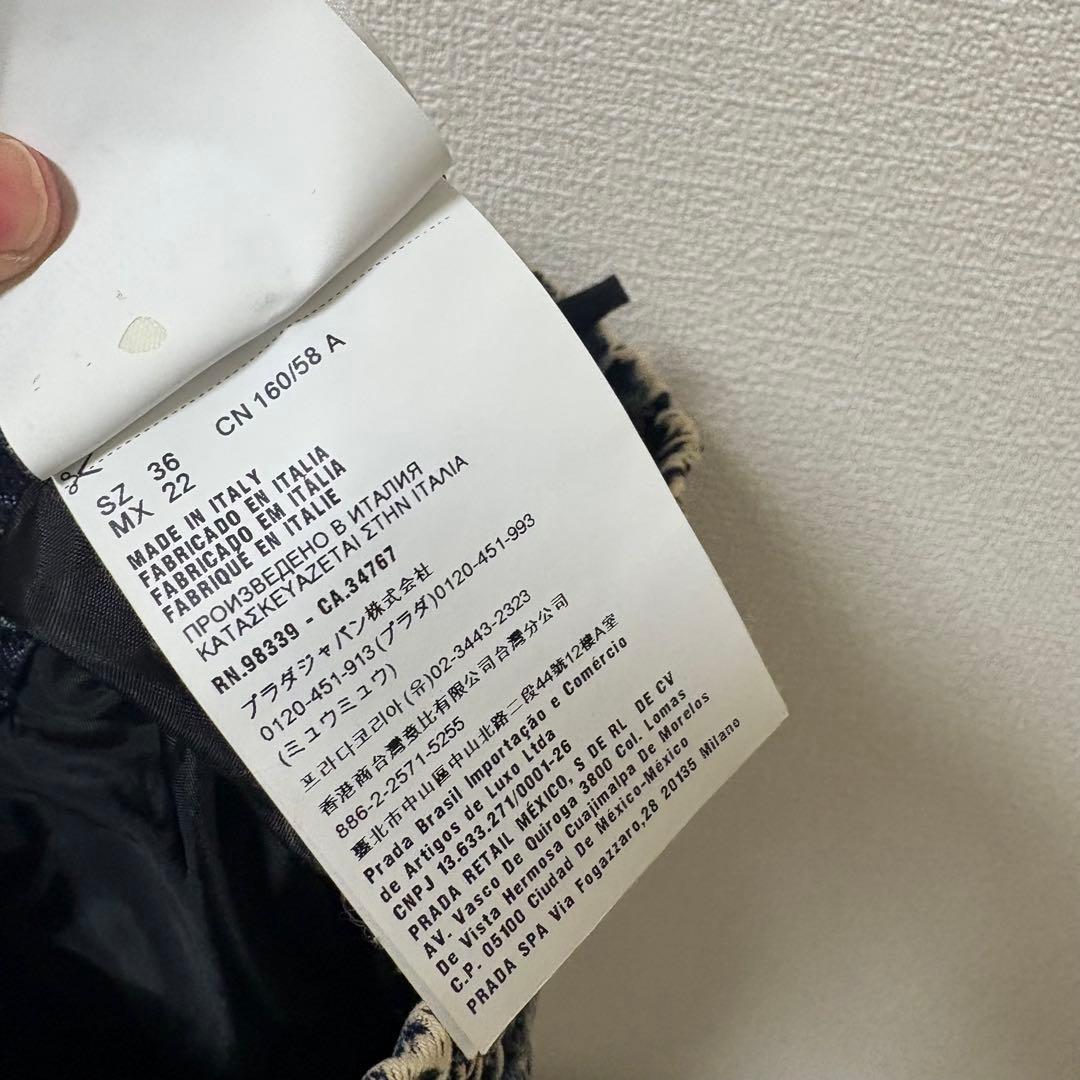 SZ 36 CN 160/58 A
MX 22
MADE IN ITALY
FABRICADO EN ITALIA
FABRICADO EM ITÁLIA
FABRIQUÉ EN ITALIE
ПРОИЗВЕДЕНО В ИТАЛИЯ
ΚΑΤΑΣΚΕΥΑΖΕΤΑΙ ΣΤΗΝ ΙΤΑΛΙΑ
RN.98339 - CA.34767
プラダジャパン株式会社
0120-451-913(プラダ)0120-451-993
(ミュウミュウ)
프라다코리아(유)02-3443-2323
香港商台灣意比有限公司台灣分公司
886-2-2571-5255
臺北市中山區中山北路二段44號12樓A室
Prada Brasil Importação e Comércio
de Artigos de Luxo Ltda
CNPJ 13.633.271/0001-26
PRADA RETAIL MÉXICO, S DE RL DE CV
AV. Vasco De Quiroga 3800 Col. Lomas
De Vista Hermosa Cuajimalpa De Morelos
C.P. 05100 Ciudad De México-México
PRADA SPA Via Fogazzaro,28 20135 Milano